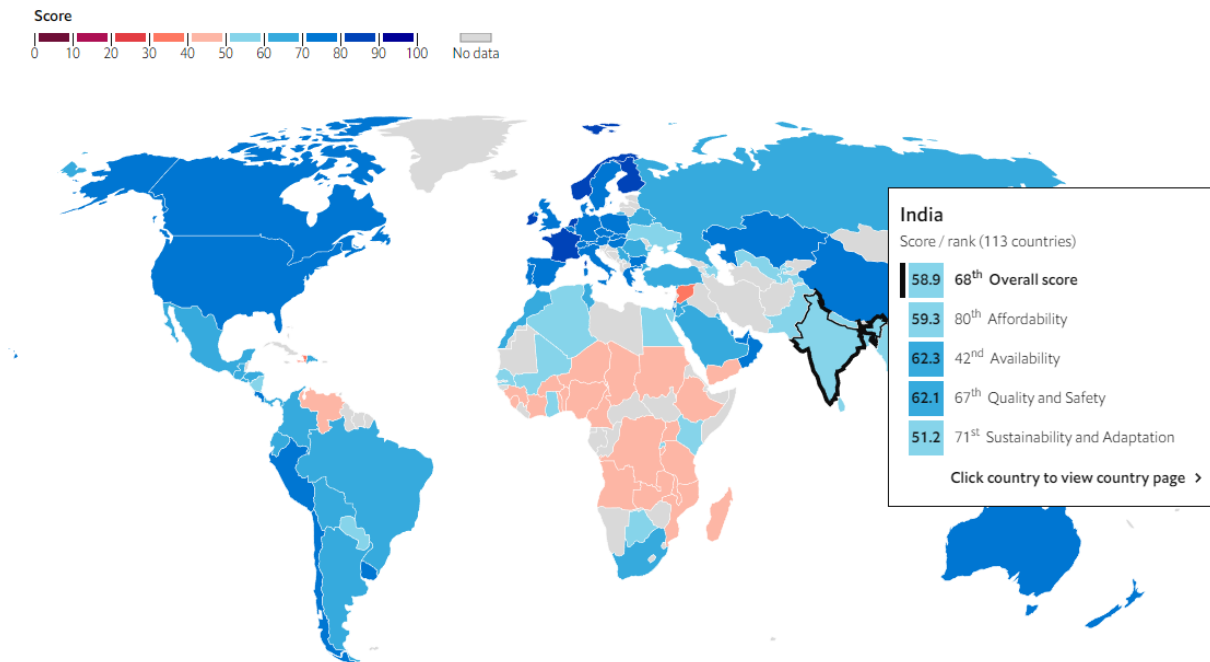 Score
0 10 20 30 40 50 60 70 80 90 100 No data
India
Score / rank (113 countries)
58.9 68th Overall score
59.3 80th Affordability
62.3 42nd Availability
62.1 67th Quality and Safety
51.2 71st Sustainability and Adaptation
Click country to view country page >